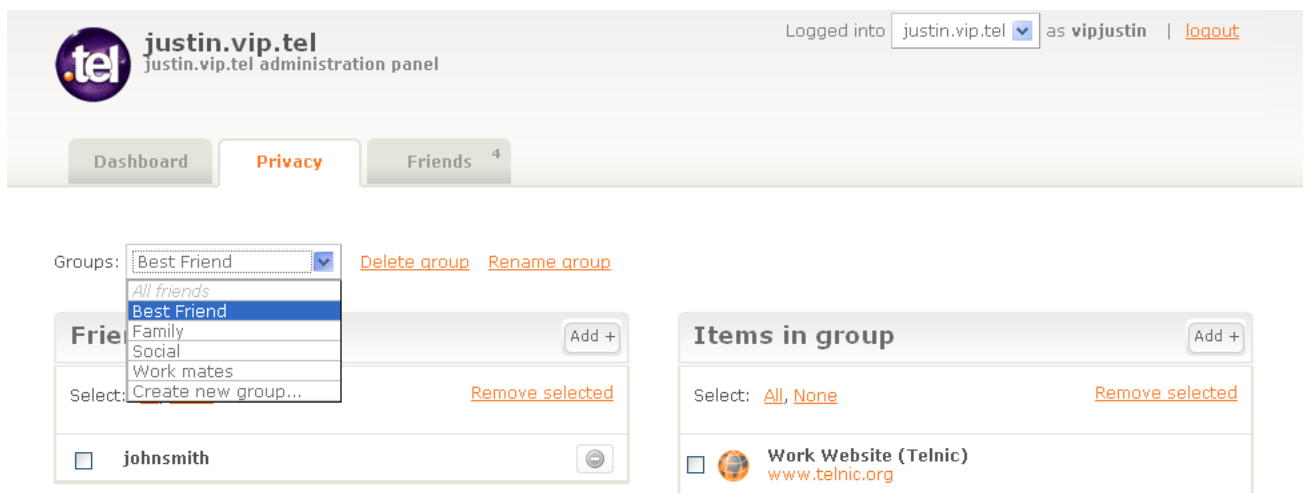 .tel
justin.vip.tel
justin.vip.tel administration panel
Logged into justin.vip.tel as vipjustin | logout
Dashboard Privacy Friends 4
Groups: Best Friend Delete group Rename group
All friends
Best Friend
Family
Social
Work mates
Create new group...
Add +
Items in group Add +
Select: Remove selected
Select: All, None Remove selected
johnsmith
Work Website (Telnic)
www.telnic.org